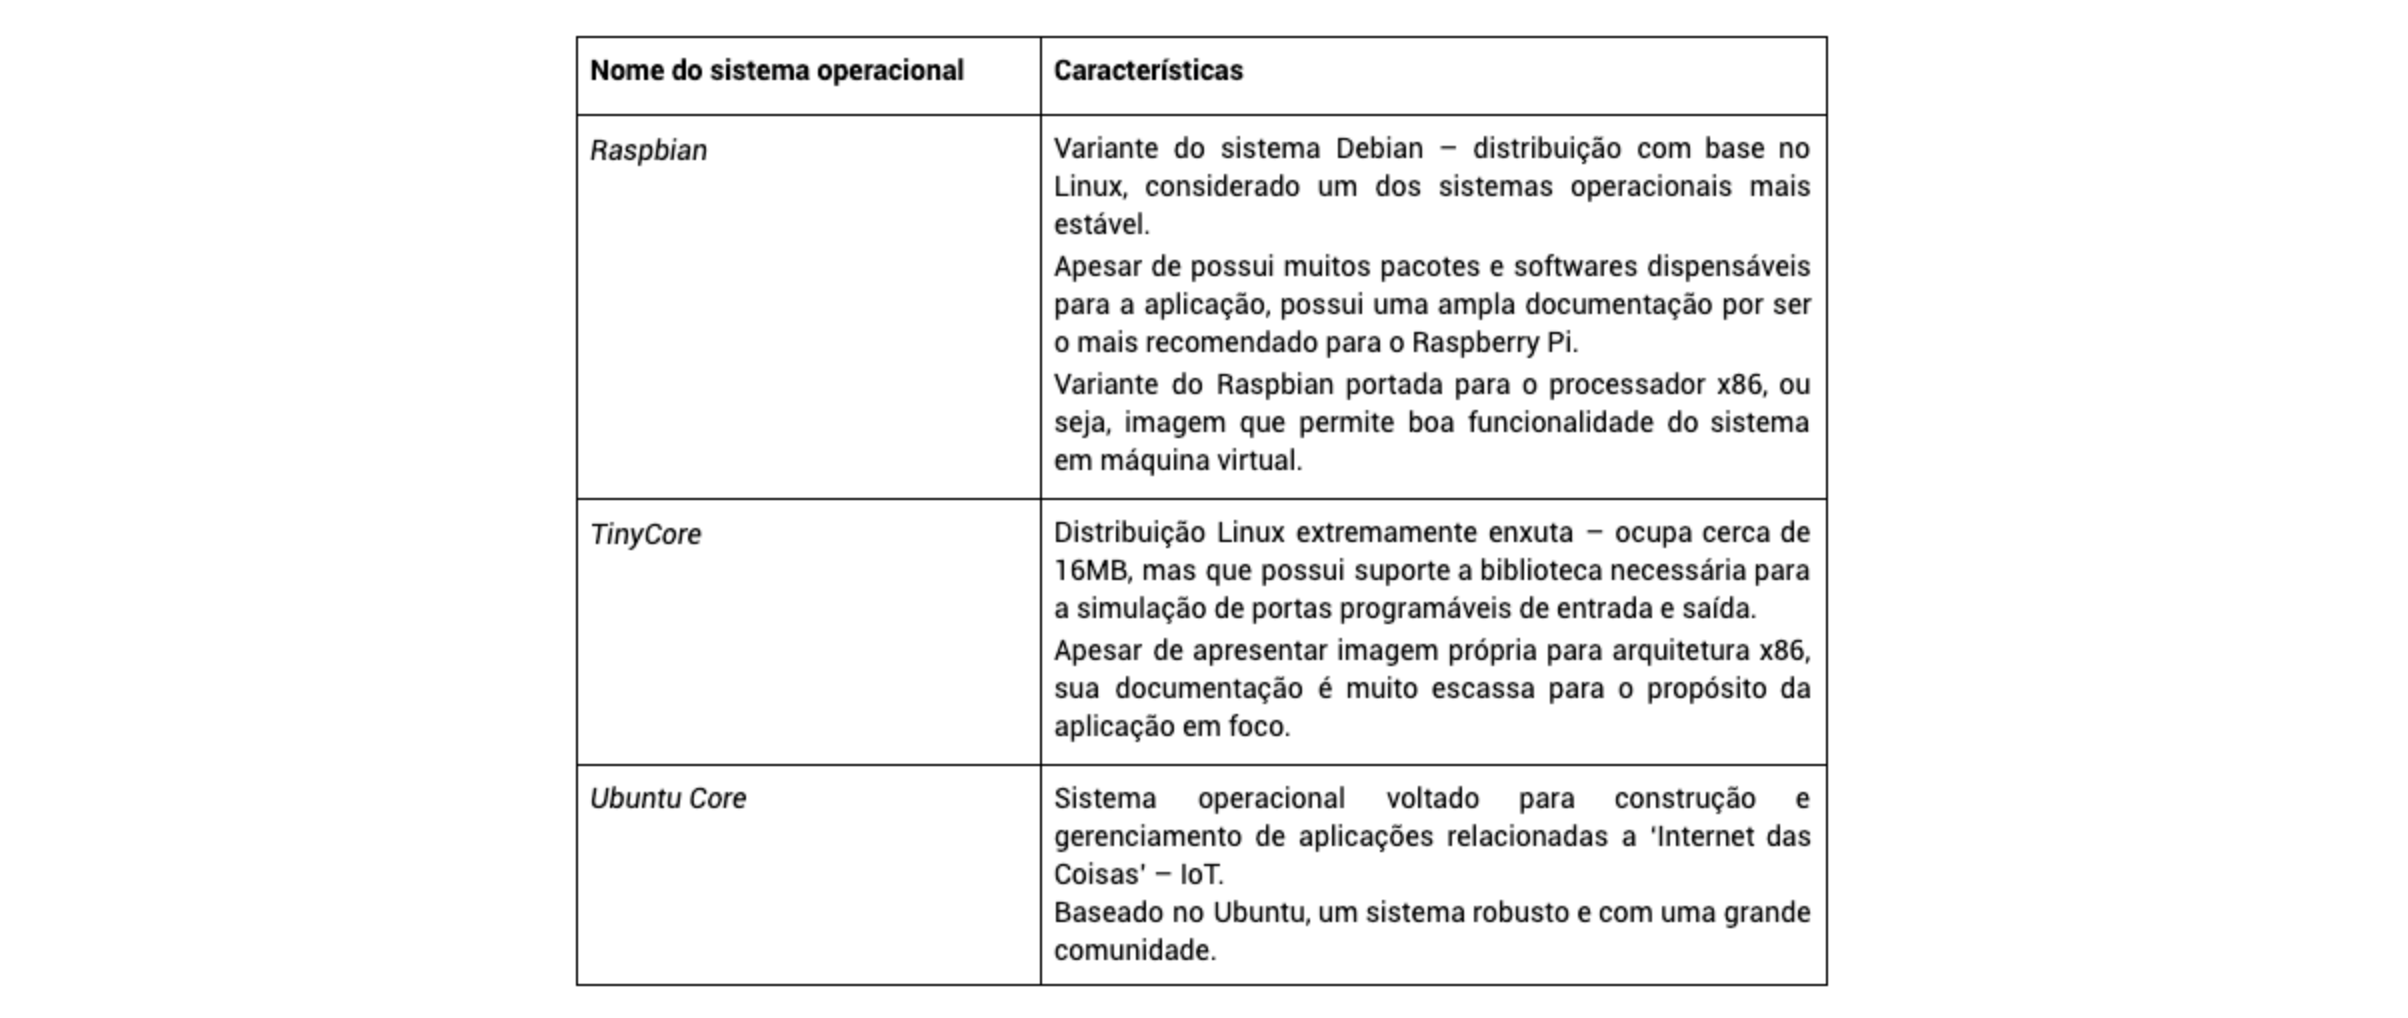 Nome do sistema operacional
Características
Raspbian
Variante do sistema Debian – distribuição com base no
Linux, considerado um dos sistemas operacionais mais
estável.
Apesar de possui muitos pacotes e softwares dispensáveis
para a aplicação, possui uma ampla documentação por ser
o mais recomendado para o Raspberry Pi.
Variante do Raspbian portada para o processador x86, ou
seja, imagem que permite boa funcionalidade do sistema
em máquina virtual.
TinyCore
Distribuição Linux extremamente enxuta – ocupa cerca de
16MB, mas que possui suporte a biblioteca necessária para
a simulação de portas programáveis de entrada e saída.
Apesar de apresentar imagem própria para arquitetura x86,
sua documentação é muito escassa para o propósito da
aplicação em foco.
Ubuntu Core
Sistema operacional voltado para construção e
gerenciamento de aplicações relacionadas a ‘Internet das
Coisas’ – IoT.
Baseado no Ubuntu, um sistema robusto e com uma grande
comunidade.